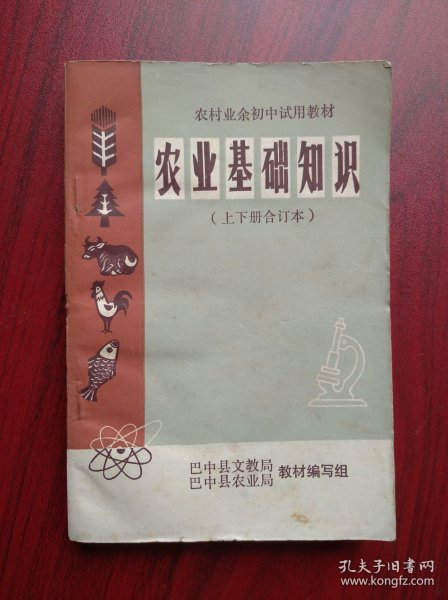 农村业余初中试用教材
农业基础知识
（上下册合订本）
巴中县文教局
巴中县农业局
教材编写组
孔夫子旧书网
www.kongfz.com